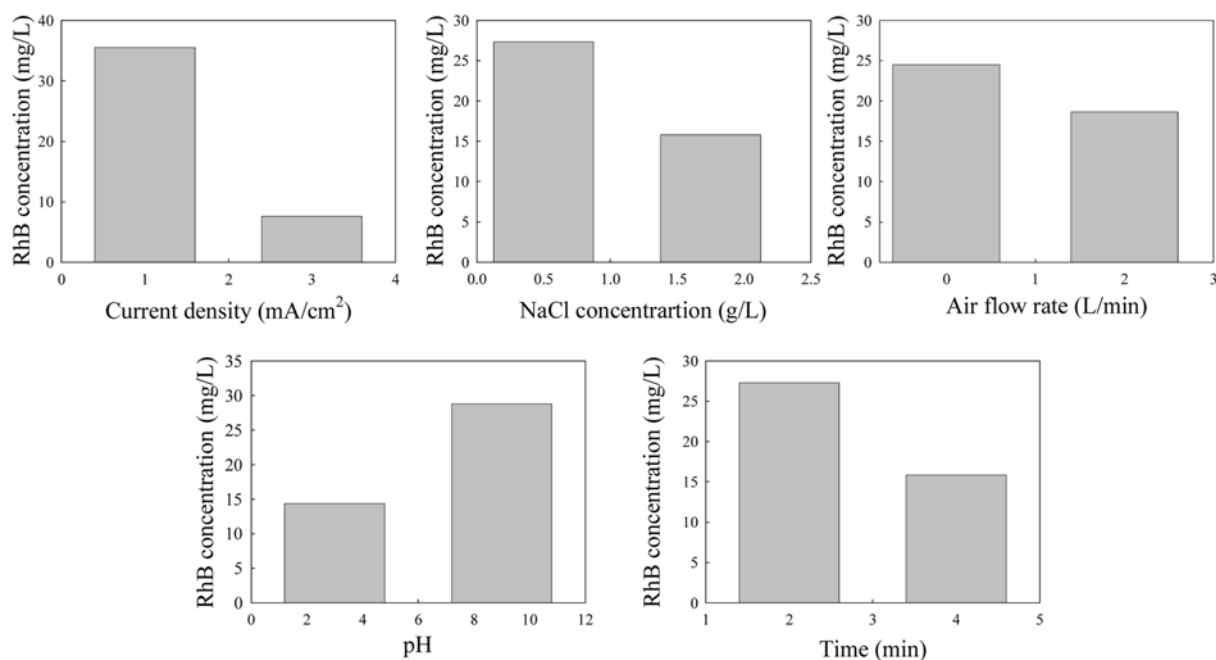 RhB concentration (mg/L)
40
30
20
10
0
0 1 2 3 4
Current density (mA/cm²)
RhB concentration (mg/L)
30
25
20
15
10
5
0
0.0 0.5 1.0 1.5 2.0 2.5
NaCl concentrartion (g/L)
RhB concentration (mg/L)
30
25
20
15
10
5
0
0 1 2 3
Air flow rate (L/min)
RhB concentration (mg/L)
35
30
25
20
15
10
5
0
0 2 4 6 8 10 12
pH
RhB concentration (mg/L)
30
25
20
15
10
5
0
1 2 3 4 5
Time (min)